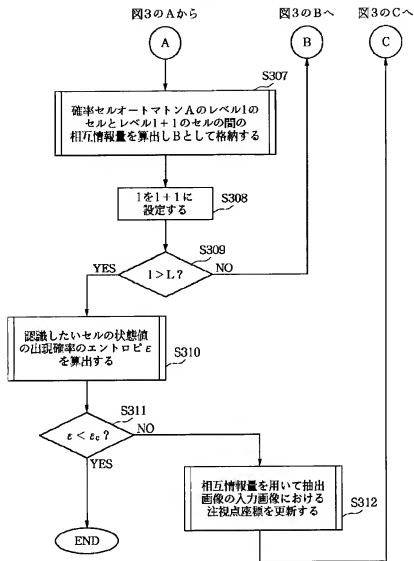 図3のAから
図3のBへ
図3のCへ
A
B
C
S307
確率セルオートマトンAのレベルlの
セルとレベルl+1のセルの間の
相互情報量を算出しBとして格納する
lをl+1に
設定する
S308
S309
YES
l>L?
NO
認識したいセルの状態値
の出現確率のエントロピε
を算出する
S310
S311
ε<εc?
NO
YES
相互情報量を用いて抽出
画像の入力画像における
注視点座標を更新する
S312
END